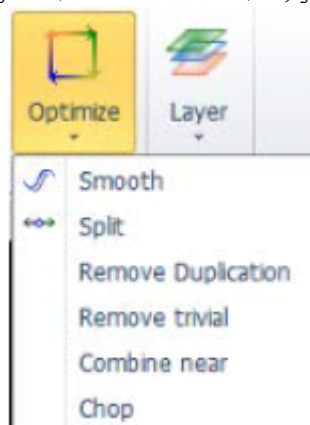 Optimize
Layer
Smooth
Split
Remove Duplication
Remove trivial
Combine near
Chop